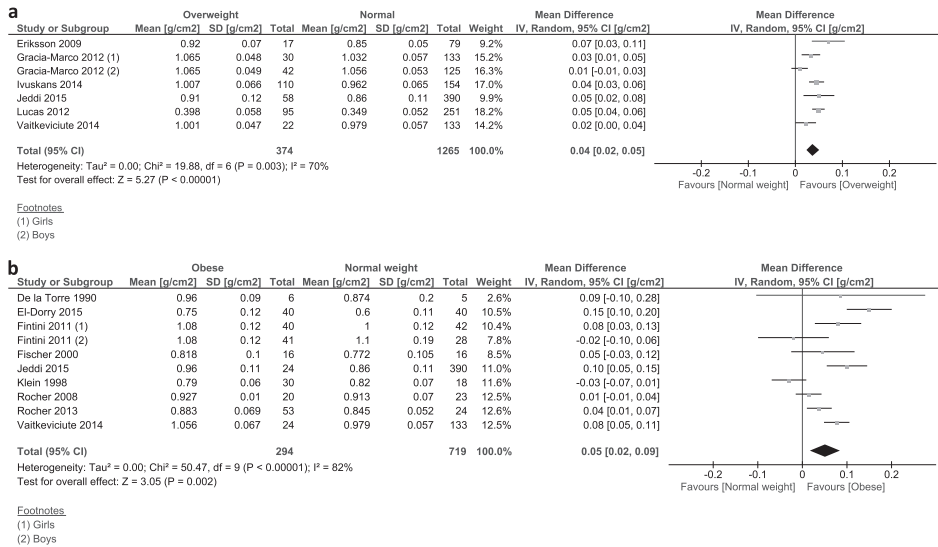 a
Overweight Normal Mean Difference Mean Difference
Study or Subgroup Mean [g/cm2] SD [g/cm2] Total Mean [g/cm2] SD [g/cm2] Total Weight IV, Random, 95% CI [g/cm2] IV, Random, 95% CI [g/cm2]
Eriksson 2009 0.92 0.07 17 0.85 0.05 79 9.2% 0.07 [0.03, 0.11]
Gracia-Marco 2012 (1) 1.065 0.048 30 1.032 0.057 133 15.2% 0.03 [0.01, 0.05]
Gracia-Marco 2012 (2) 1.065 0.049 42 1.056 0.053 125 16.3% 0.01 [-0.01, 0.03]
Ivuskans 2014 1.007 0.066 110 0.962 0.065 154 17.0% 0.04 [0.03, 0.06]
Jeddi 2015 0.91 0.12 58 0.86 0.11 390 9.9% 0.05 [0.02, 0.08]
Lucas 2012 0.398 0.058 95 0.349 0.052 251 18.2% 0.05 [0.04, 0.06]
Vaitkeviciute 2014 1.001 0.047 22 0.979 0.057 133 14.2% 0.02 [0.00, 0.04]
Total (95% CI) 374 1265 100.0% 0.04 [0.02, 0.05]
Heterogeneity: Tau² = 0.00; Chi² = 19.88, df = 6 (P = 0.003); I² = 70%
Test for overall effect: Z = 5.27 (P < 0.00001)
-0.2 -0.1 0 0.1 0.2
Favours [Normal weight] Favours [Overweight]
Footnotes
(1) Girls
(2) Boys
b
Obese Normal weight Mean Difference Mean Difference
Study or Subgroup Mean [g/cm2] SD [g/cm2] Total Mean [g/cm2] SD [g/cm2] Total Weight IV, Random, 95% CI [g/cm2] IV, Random, 95% CI [g/cm2]
De la Torre 1990 0.96 0.09 6 0.874 0.2 5 2.6% 0.09 [-0.10, 0.28]
El-Dorry 2015 0.75 0.12 40 0.6 0.11 40 10.5% 0.15 [0.10, 0.20]
Fintini 2011 (1) 1.08 0.12 40 1 0.12 42 10.4% 0.08 [0.03, 0.13]
Fintini 2011 (2) 1.08 0.12 41 1.1 0.19 28 7.8% -0.02 [-0.10, 0.06]
Fischer 2000 0.818 0.1 16 0.772 0.105 16 8.5% 0.05 [-0.03, 0.12]
Jeddi 2015 0.96 0.11 24 0.86 0.11 390 11.0% 0.10 [0.05, 0.15]
Klein 1998 0.79 0.06 30 0.82 0.07 18 11.6% -0.03 [-0.07, 0.01]
Rocher 2008 0.927 0.01 20 0.913 0.07 23 12.7% 0.01 [-0.01, 0.04]
Rocher 2013 0.883 0.069 53 0.845 0.052 24 12.6% 0.04 [0.01, 0.07]
Vaitkeviciute 2014 1.056 0.067 24 0.979 0.057 133 12.4% 0.08 [0.05, 0.11]
Total (95% CI) 294 719 100.0% 0.05 [0.02, 0.09]
Heterogeneity: Tau² = 0.00; Chi² = 50.47, df = 9 (P < 0.00001); I² = 82%
Test for overall effect: Z = 3.05 (P = 0.002)
-0.2 -0.1 0 0.1 0.2
Favours [Normal weight] Favours [Obese]
Footnotes
(1) Girls
(2) Boys